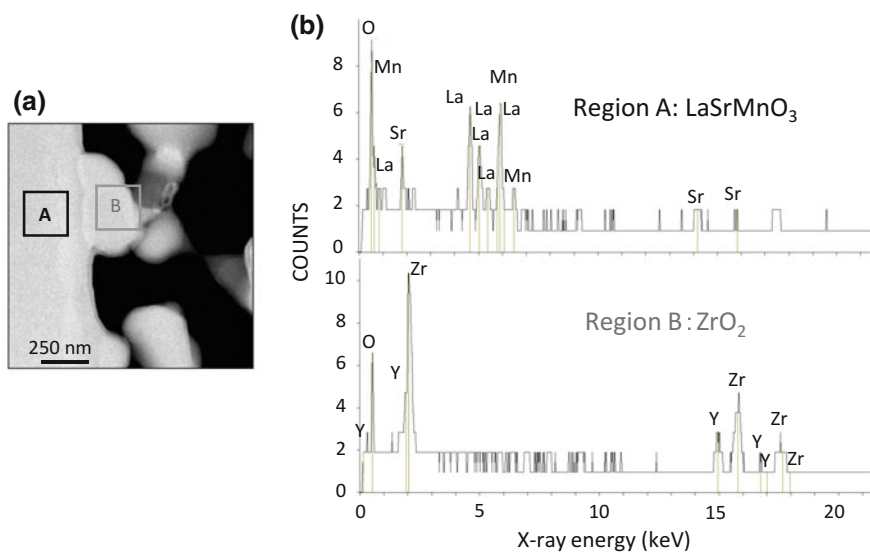 (a)
A
B
250 nm
(b)
COUNTS
8
6
4
2
0
O
Mn
La
Sr
La
La
La
La
Mn
La
Mn
Sr
Sr
Region A: LaSrMnO₃
10
8
6
4
2
0
Y
O
Y
Zr
Y
Zr
Y
Y
Zr
Zr
Region B : ZrO₂
0
5
10
15
20
X-ray energy (keV)